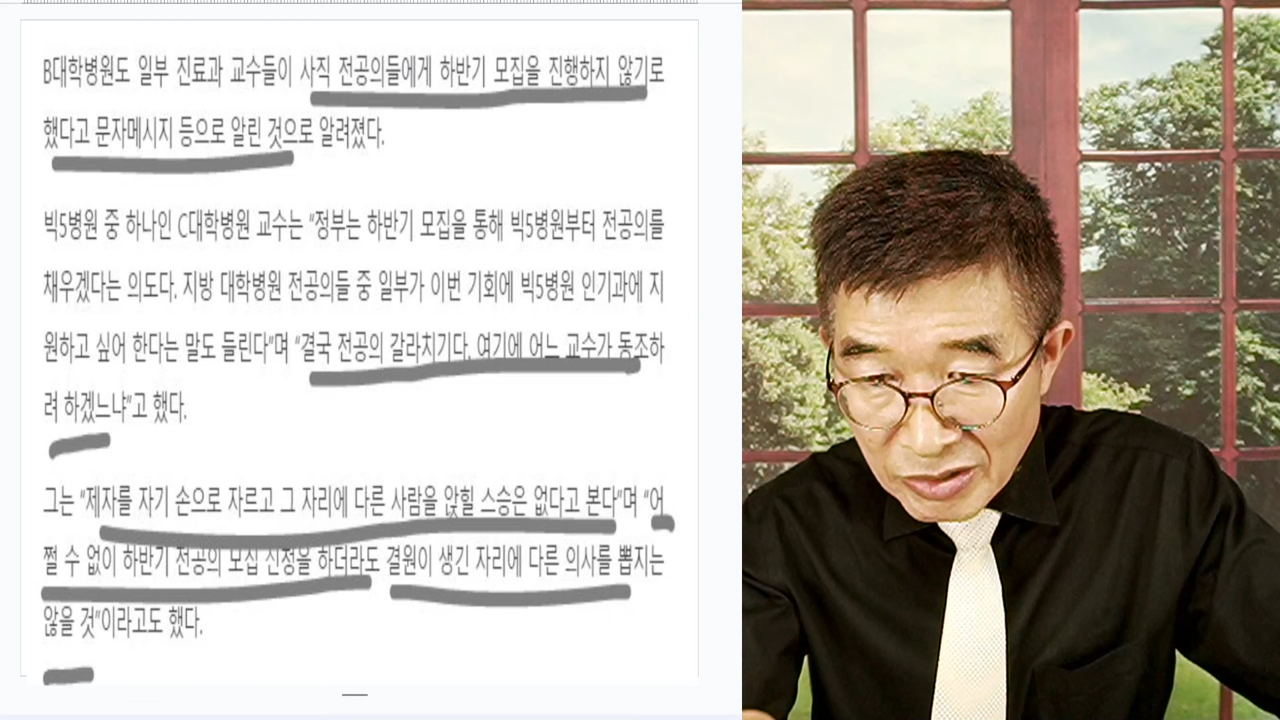 B대학병원도 일부 진료과 교수들이 사직 전공의들에게 하반기 모집을 진행하지 않기로
했다고 문자메시지 등으로 알린 것으로 알려졌다.
빅5병원 중 하나인 C대학병원 교수는 “정부는 하반기 모집을 통해 빅5병원부터 전공의를
채우겠다는 의도다. 지방 대학병원 전공의들 중 일부가 이번 기회에 빅5병원 인기과에 지
원하고 싶어 한다는 말도 들린다”며 “결국 전공의 갈라치기다. 여기에 어느 교수가 동조하
려 하겠느냐”고 했다.
그는 “제자를 자기 손으로 자르고 그 자리에 다른 사람을 앉힐 스승은 없다고 본다”며 “어
쩔 수 없이 하반기 전공의 모집 신청을 하더라도 결원이 생긴 자리에 다른 의사를 뽑지는
않을 것”이라고도 했다.